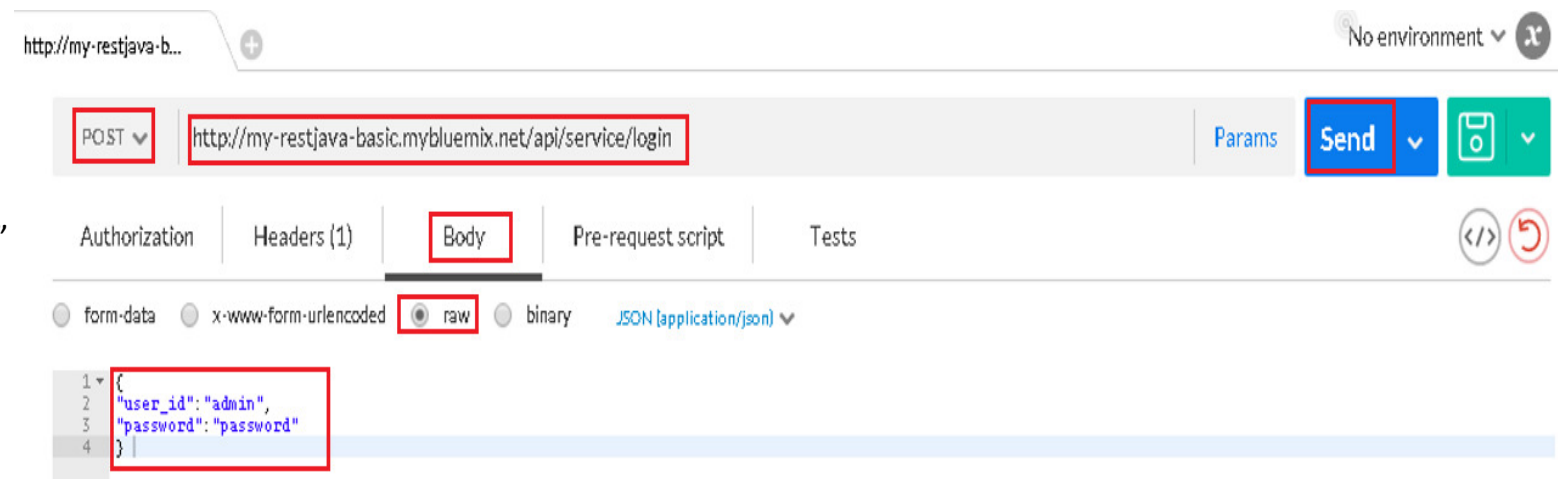 http://my-restjava-b...
No environment
x
POST http://my-restjava-basic.mybluemix.net/api/service/login Params Send
,
Authorization Headers (1) Body Pre-request script Tests </>
form-data x-www-form-urlencoded raw binary JSON (application/json)
1 {
2 "user_id":"admin",
3 "password":"password"
4 }